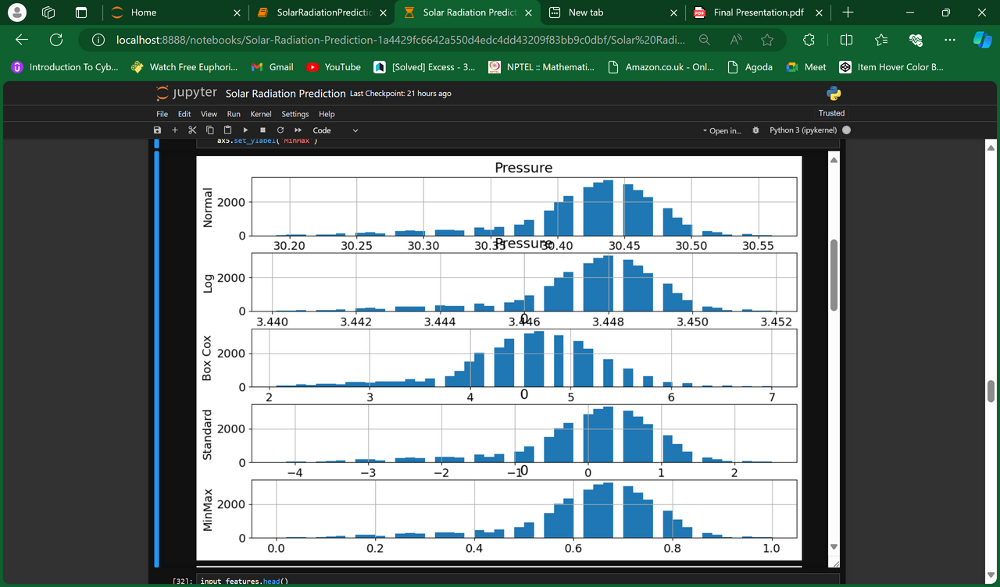 Home
SolarRadiationPredictic
Solar Radiation Predict
New tab
PDF
Final Presentation.pdf
localhost:8888/notebooks/Solar-Radiation-Prediction-1a4429fc6642a550d4edc4dd43209f83bb9c0dbf/Solar%20Radi...
Introduction To Cyb...
Watch Free Euphori...
Gmail
YouTube
[Solved] Excess - 3...
NPTEL :: Mathemati...
Amazon.co.uk - Onl...
Agoda
Meet
Item Hover Color B...
jupyter Solar Radiation Prediction Last Checkpoint: 21 hours ago
File Edit View Run Kernel Settings Help
Trusted
Code
Open in...
Python 3 (ipykernel)
ax5.set_ylabel('MinMax')
Pressure
Normal
2000
0
30.20 30.25 30.30 30.35 30.40 30.45 30.50 30.55
Pressure
Log
2000
0
3.440 3.442 3.444 3.446 3.448 3.450 3.452
0
Box Cox
2000
0
2 3 4 5 6 7
0
Standard
2000
0
−4 −3 −2 −1 0 1 2
0
MinMax
2000
0
0.0 0.2 0.4 0.6 0.8 1.0
[32]: input_features.head()